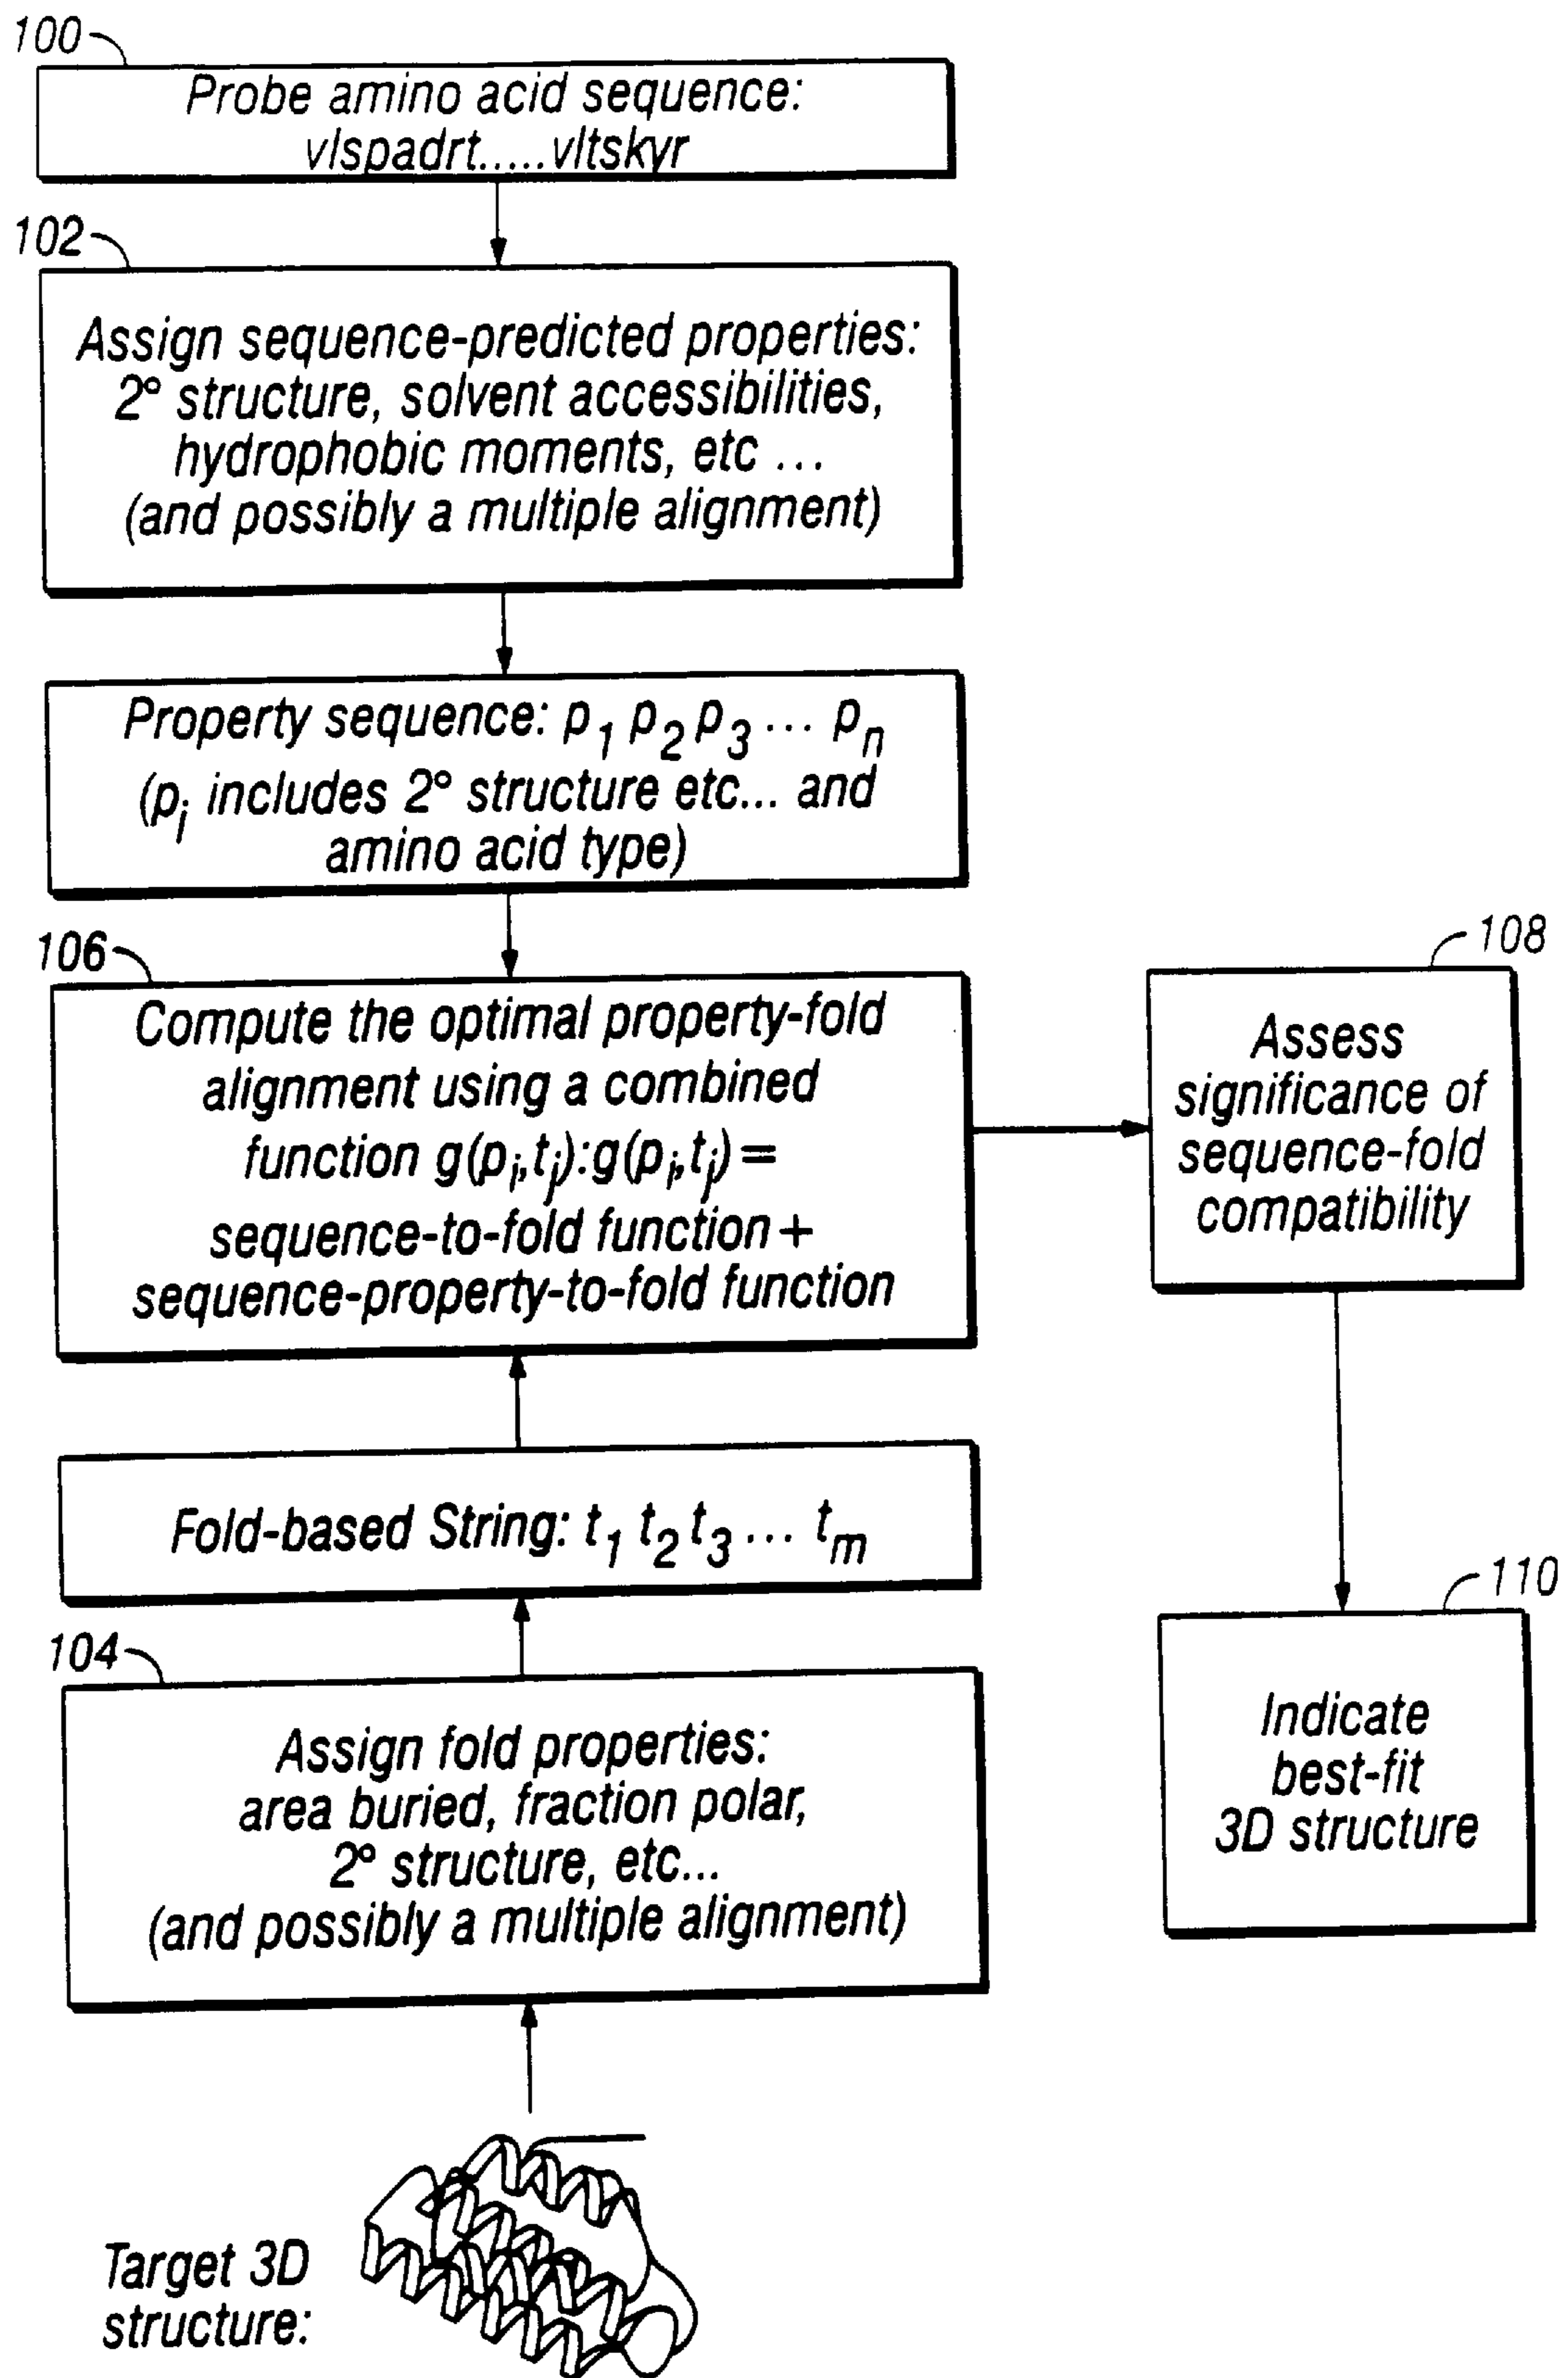 100
Probe amino acid sequence:
vlspadrt.....vltskyr
102
Assign sequence-predicted properties:
2° structure, solvent accessibilities,
hydrophobic moments, etc ...
(and possibly a multiple alignment)
Property sequence: p₁ p₂ p₃ ... pₙ
(pᵢ includes 2° structure etc... and
amino acid type)
106
Compute the optimal property-fold
alignment using a combined
function g(pᵢ,tⱼ):g(pᵢ,tⱼ) =
sequence-to-fold function +
sequence-property-to-fold function
108
Assess
significance of
sequence-fold
compatibility
Fold-based String: t₁ t₂ t₃ ... tₘ
110
Indicate
best-fit
3D structure
104
Assign fold properties:
area buried, fraction polar,
2° structure, etc...
(and possibly a multiple alignment)
Target 3D
structure: